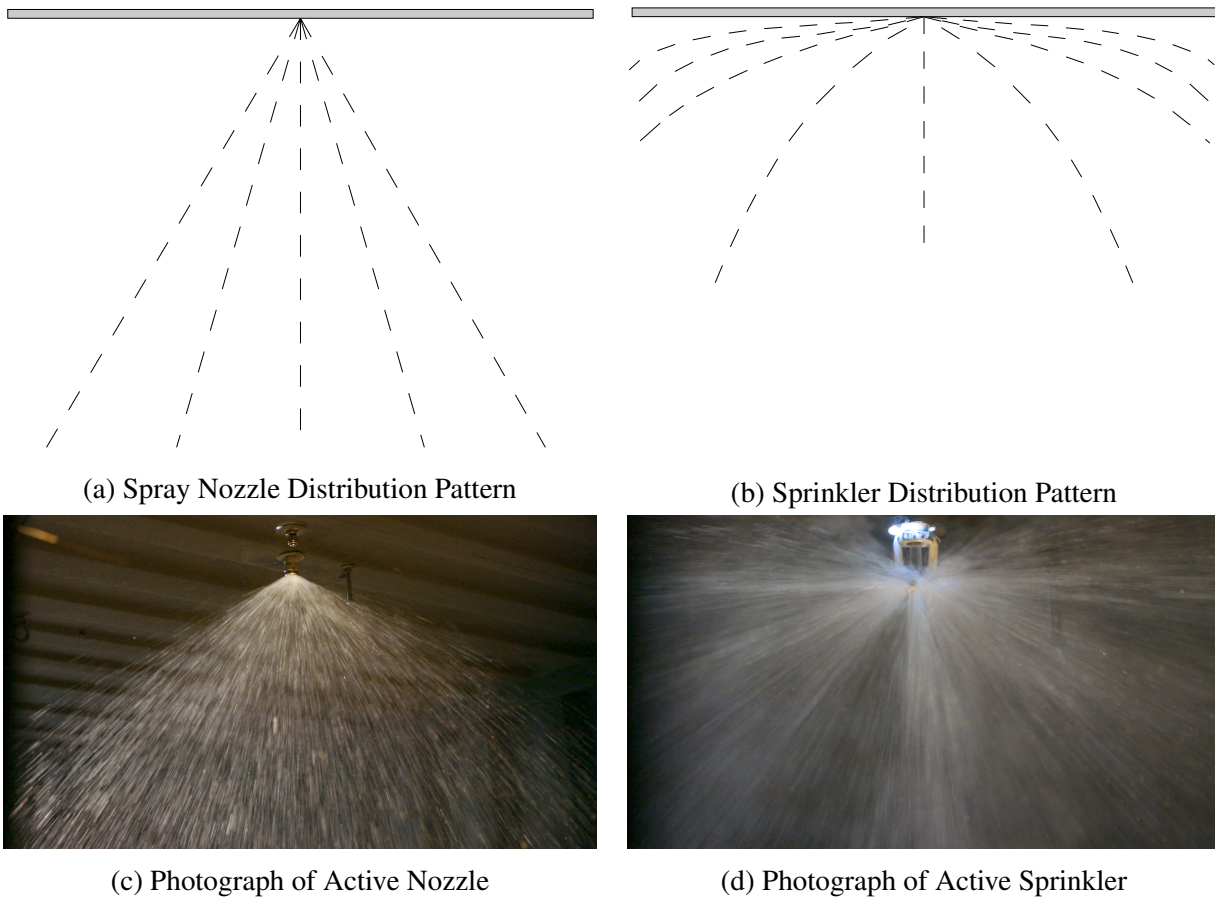 (a) Spray Nozzle Distribution Pattern
(b) Sprinkler Distribution Pattern
(c) Photograph of Active Nozzle
(d) Photograph of Active Sprinkler